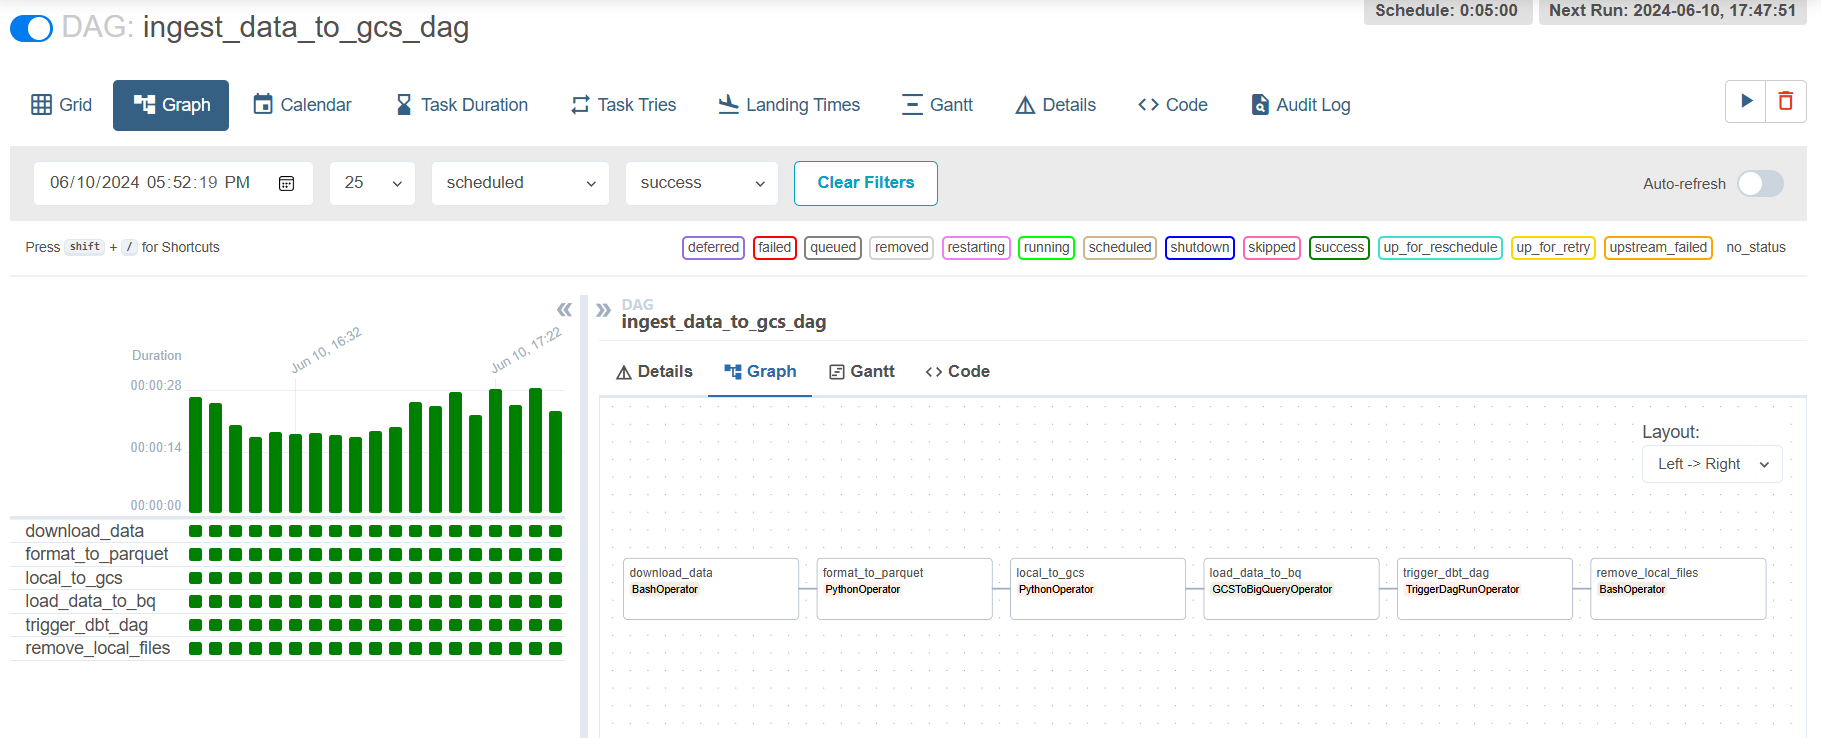 DAG: ingest_data_to_gcs_dag
Schedule: 0:05:00
Next Run: 2024-06-10, 17:47:51
Grid
Graph
Calendar
Task Duration
Task Tries
Landing Times
Gantt
Details
Code
Audit Log
06/10/2024 05:52:19 PM
25
scheduled
success
Clear Filters
Auto-refresh
Press shift + / for Shortcuts
deferred
failed
queued
removed
restarting
running
scheduled
shutdown
skipped
success
up_for_reschedule
up_for_retry
upstream_failed
no_status
Duration
Jun 10, 16:32
Jun 10, 17:22
00:00:28
00:00:14
00:00:00
download_data
format_to_parquet
local_to_gcs
load_data_to_bq
trigger_dbt_dag
remove_local_files
DAG
ingest_data_to_gcs_dag
Details
Graph
Gantt
Code
Layout:
Left -> Right
download_data
BashOperator
format_to_parquet
PythonOperator
local_to_gcs
PythonOperator
load_data_to_bq
GCSToBigQueryOperator
trigger_dbt_dag
TriggerDagRunOperator
remove_local_files
BashOperator